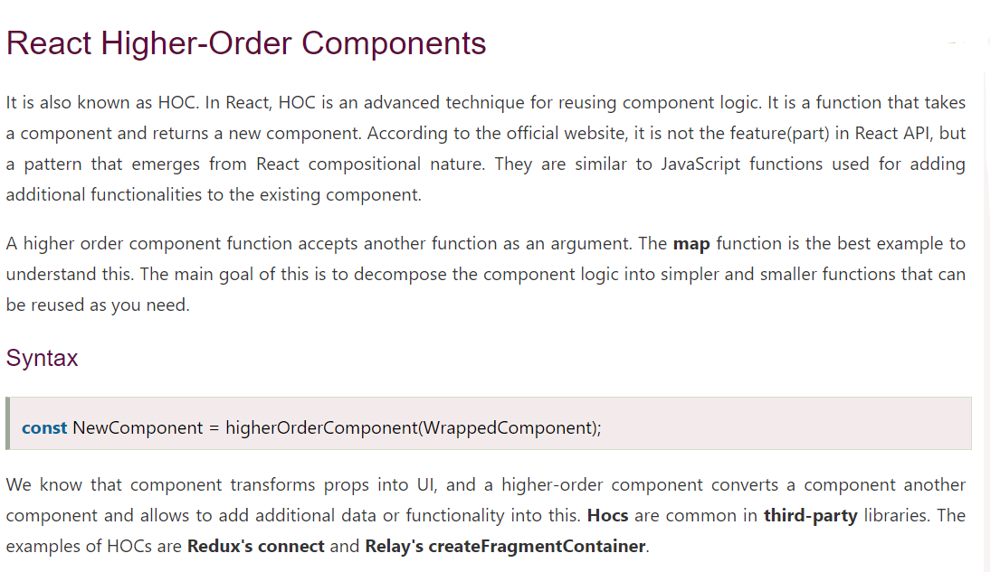 React Higher-Order Components
It is also known as HOC. In React, HOC is an advanced technique for reusing component logic. It is a function that takes
a component and returns a new component. According to the official website, it is not the feature(part) in React API, but
a pattern that emerges from React compositional nature. They are similar to JavaScript functions used for adding
additional functionalities to the existing component.
A higher order component function accepts another function as an argument. The map function is the best example to
understand this. The main goal of this is to decompose the component logic into simpler and smaller functions that can
be reused as you need.
Syntax
const NewComponent = higherOrderComponent(WrappedComponent);
We know that component transforms props into UI, and a higher-order component converts a component another
component and allows to add additional data or functionality into this. Hocs are common in third-party libraries. The
examples of HOCs are Redux's connect and Relay's createFragmentContainer.